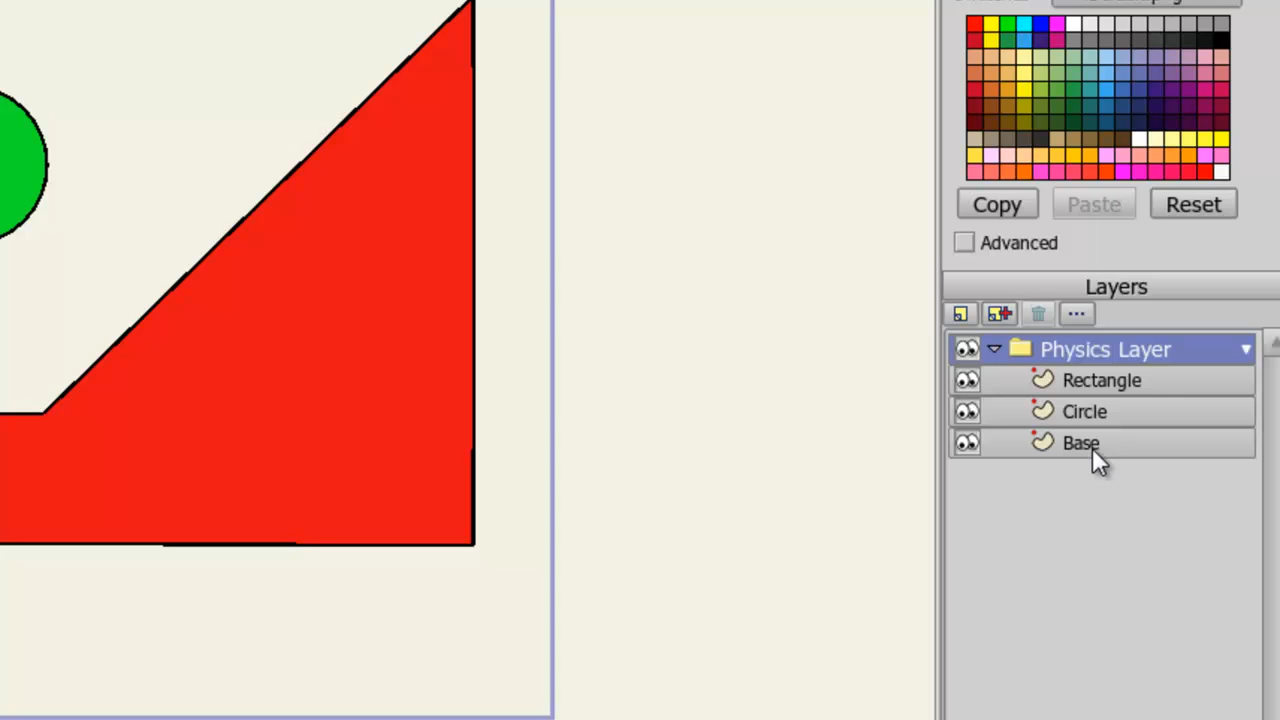 Copy Paste Reset
Advanced
Layers
Physics Layer
Rectangle
Circle
Base